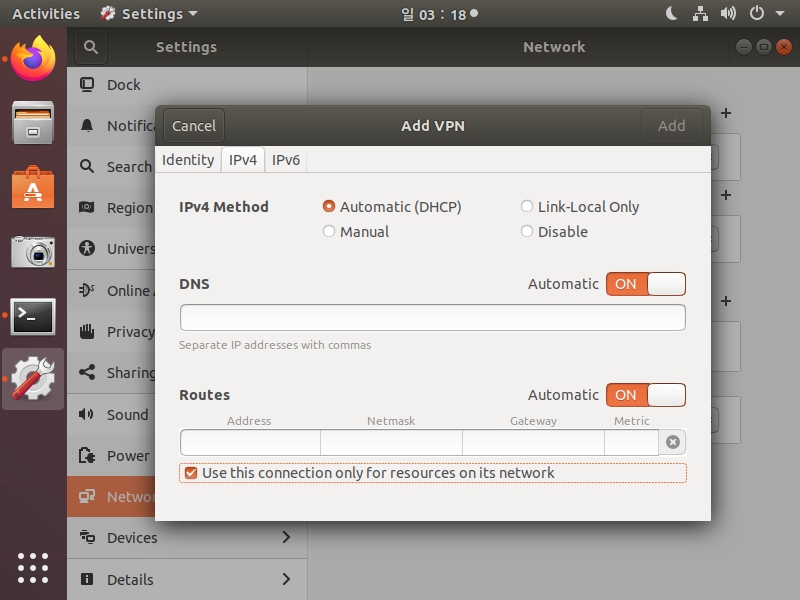 Activities Settings 일 03 : 18
Settings Network
Dock
Notifica
Search
Region
Univers
Online A
Privacy
Sharing
Sound
Power
Networ
Devices
Details
Cancel Add VPN Add
Identity IPv4 IPv6
IPv4 Method Automatic (DHCP) Link-Local Only
Manual Disable
DNS Automatic ON
Separate IP addresses with commas
Routes Automatic ON
Address Netmask Gateway Metric
Use this connection only for resources on its network